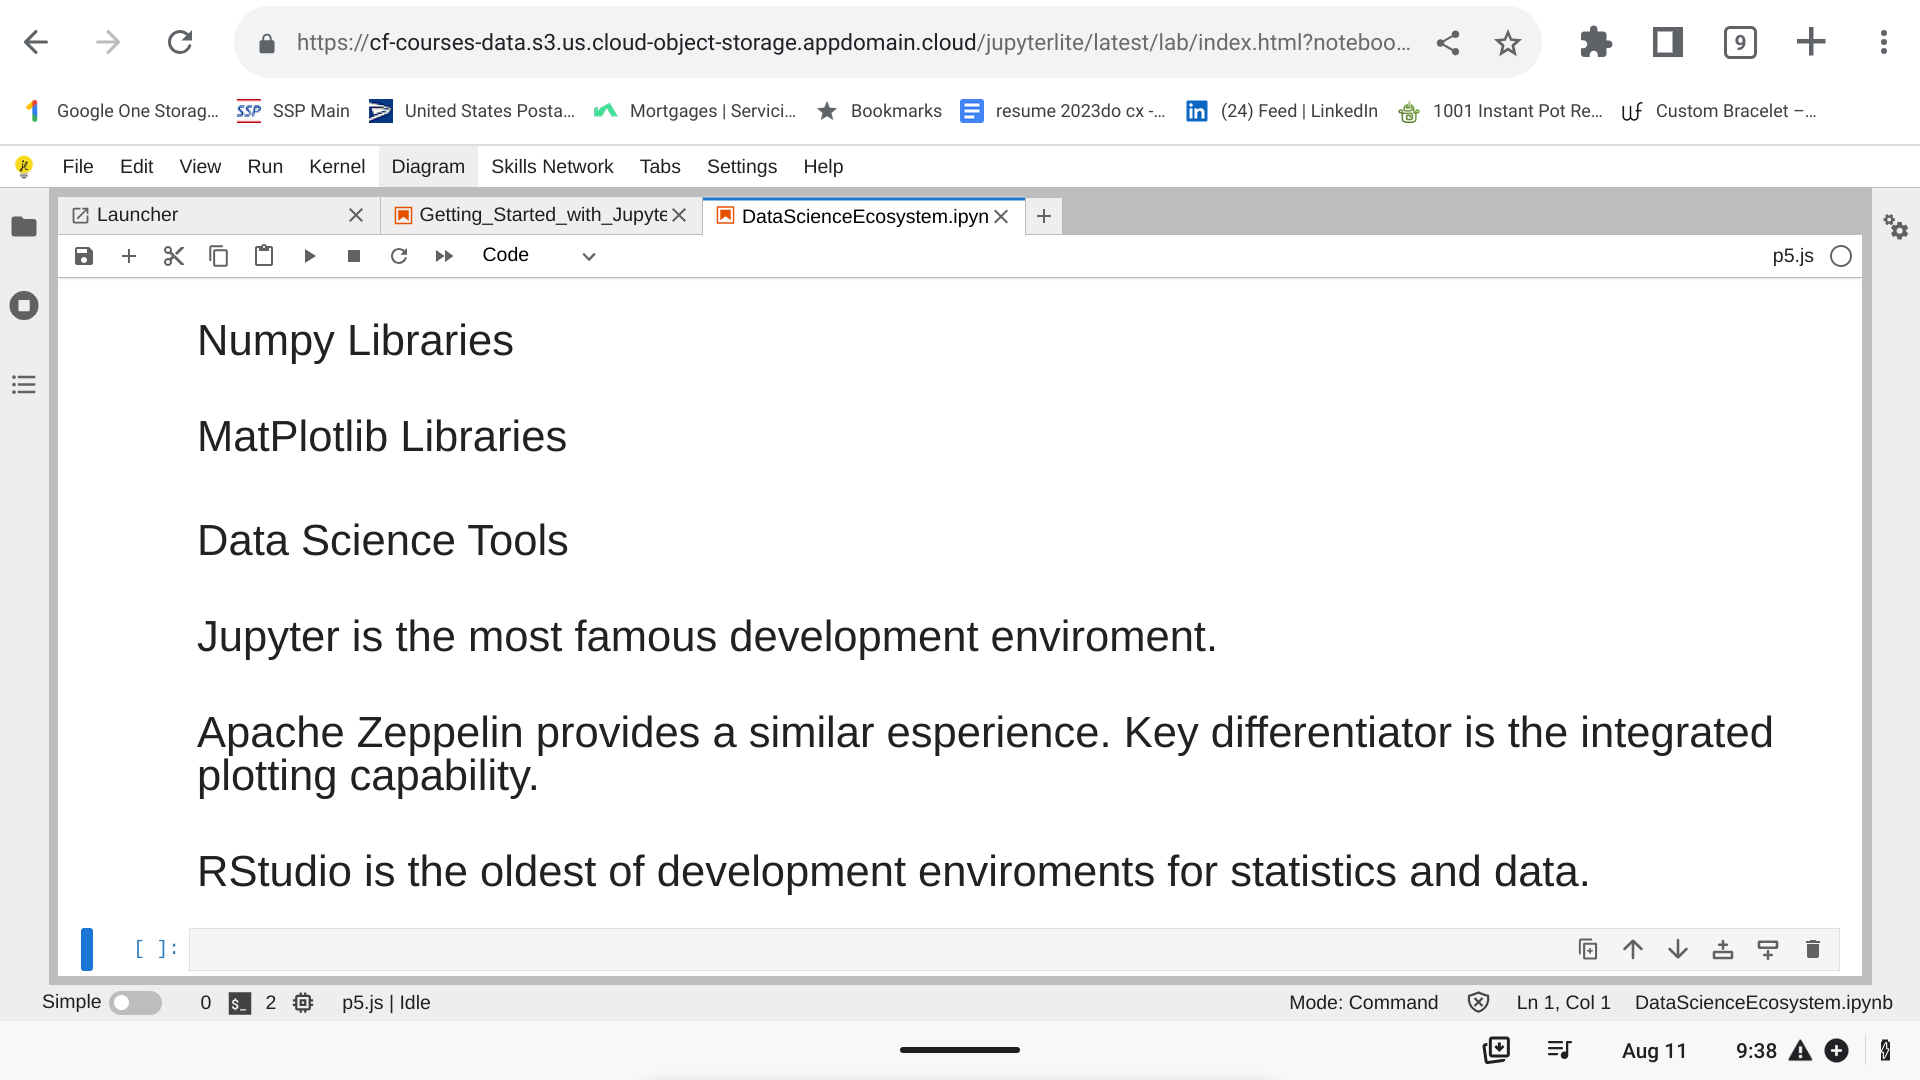 https://cf-courses-data.s3.us.cloud-object-storage.appdomain.cloud/jupyterlite/latest/lab/index.html?noteboo...
9
Google One Storag...
SSP SSP Main
United States Posta...
Mortgages | Servici...
Bookmarks
resume 2023do cx -...
in (24) Feed | LinkedIn
1001 Instant Pot Re...
Custom Bracelet –...
File Edit View Run Kernel Diagram Skills Network Tabs Settings Help
Launcher
Getting_Started_with_Jupyte
DataScienceEcosystem.ipyn
Code
p5.js
Numpy Libraries
MatPlotlib Libraries
Data Science Tools
Jupyter is the most famous development enviroment.
Apache Zeppelin provides a similar esperience. Key differentiator is the integrated
plotting capability.
RStudio is the oldest of development enviroments for statistics and data.
[ ]:
Simple 0 $_ 2 p5.js | Idle Mode: Command Ln 1, Col 1 DataScienceEcosystem.ipynb
Aug 11 9:38